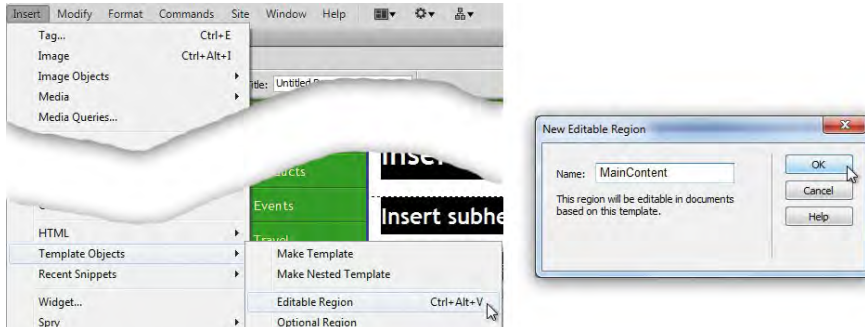 Insert Modify Format Commands Site Window Help
Tag... Ctrl+E
Image Ctrl+Alt+I
Image Objects
Media
Media Queries...
Title: Untitled
Events
Insert subhe
HTML
Template Objects
Recent Snippets
Widget...
Spry
Make Template
Make Nested Template
Editable Region Ctrl+Alt+V
Optional Region
New Editable Region
Name: MainContent
This region will be editable in documents
based on this template.
OK
Cancel
Help